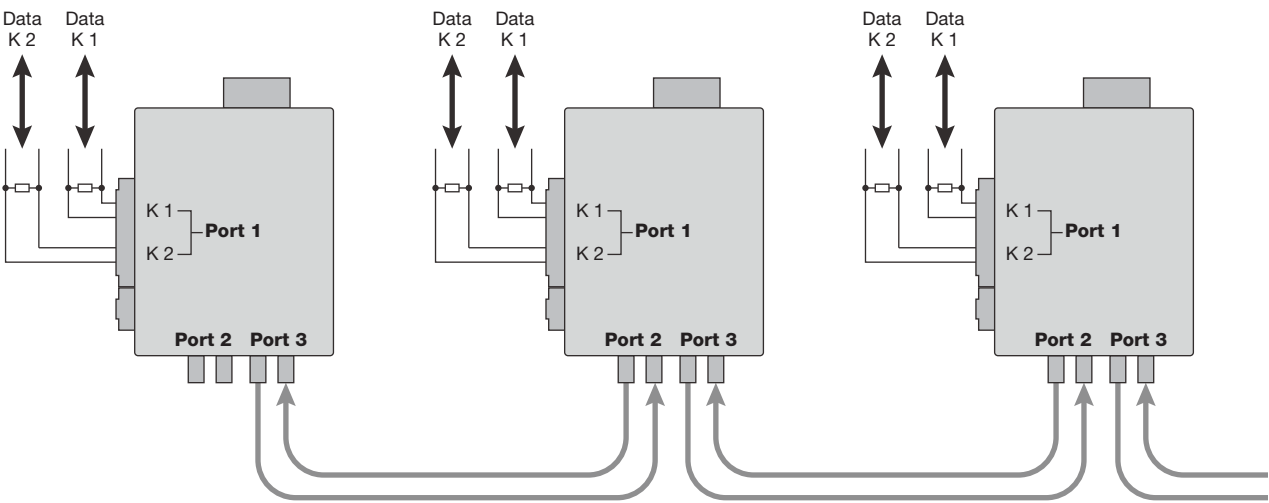 Data Data Data Data Data Data
K 2 K 1 K 2 K 1 K 2 K 1
K 1 K 1 K 1
Port 1 Port 1 Port 1
K 2 K 2 K 2
Port 2 Port 3 Port 2 Port 3 Port 2 Port 3